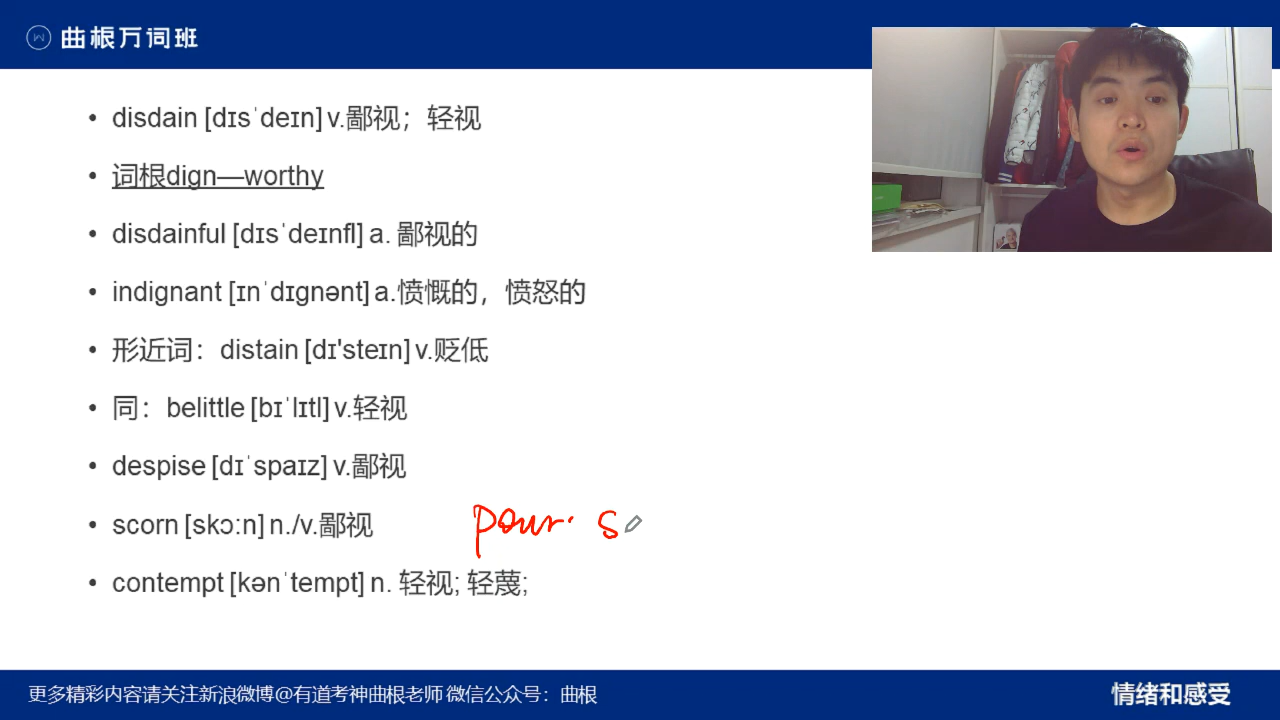 曲根万词班
• disdain [dɪsˈdeɪn] v.鄙视；轻视
• 词根dign—worthy
• disdainful [dɪsˈdeɪnfl] a. 鄙视的
• indignant [ɪnˈdɪgnənt] a.愤慨的，愤怒的
• 形近词：distain [dɪ'steɪn] v.贬低
• 同：belittle [bɪˈlɪtl] v.轻视
• despise [dɪˈspaɪz] v.鄙视
• scorn [skɔːn] n./v.鄙视 pour. s
• contempt [kənˈtempt] n. 轻视; 轻蔑;
更多精彩内容请关注新浪微博@有道考神曲根老师 微信公众号：曲根
情绪和感受